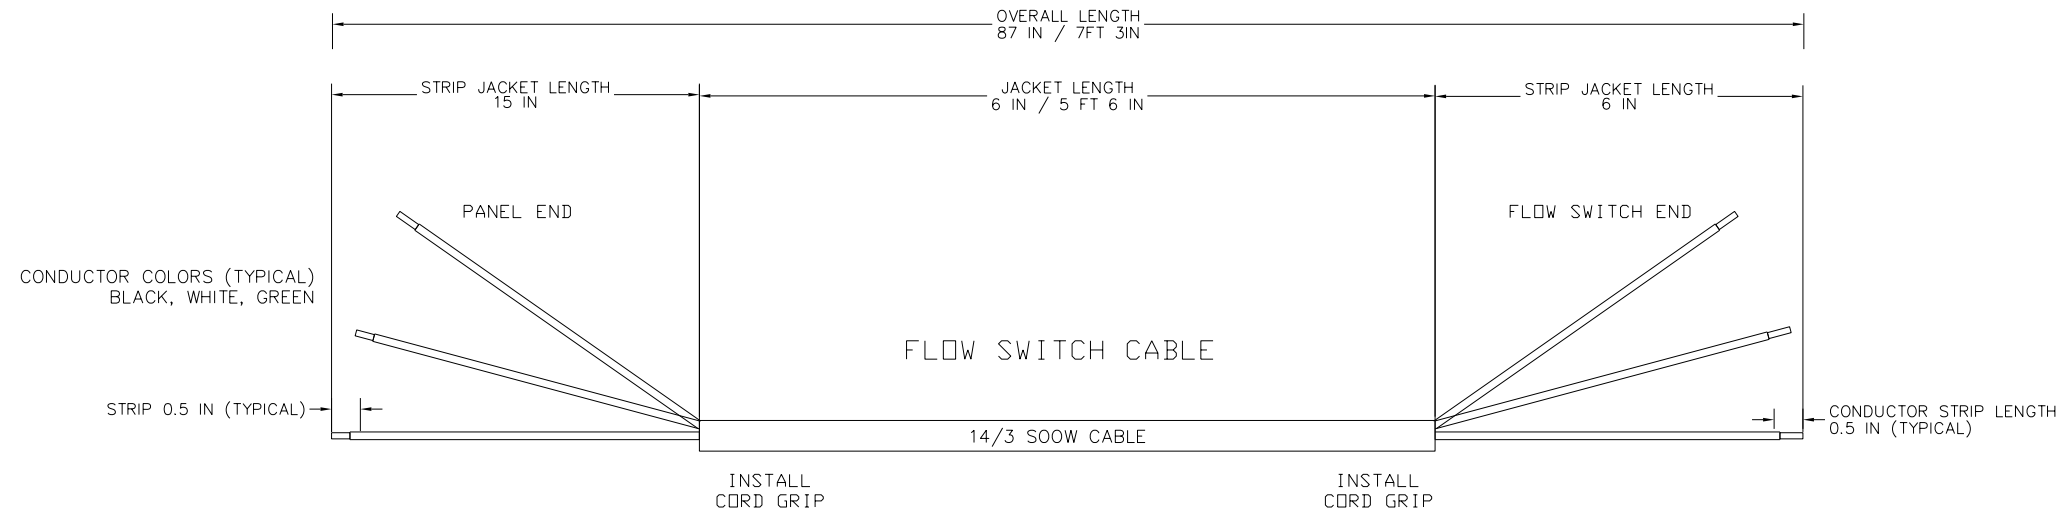 OVERALL LENGTH
87 IN / 7FT 3IN
STRIP JACKET LENGTH
15 IN
JACKET LENGTH
6 IN / 5 FT 6 IN
STRIP JACKET LENGTH
6 IN
PANEL END
FLOW SWITCH END
CONDUCTOR COLORS (TYPICAL)
BLACK, WHITE, GREEN
FLOW SWITCH CABLE
STRIP 0.5 IN (TYPICAL)
CONDUCTOR STRIP LENGTH
0.5 IN (TYPICAL)
14/3 SOOW CABLE
INSTALL
CORD GRIP
INSTALL
CORD GRIP